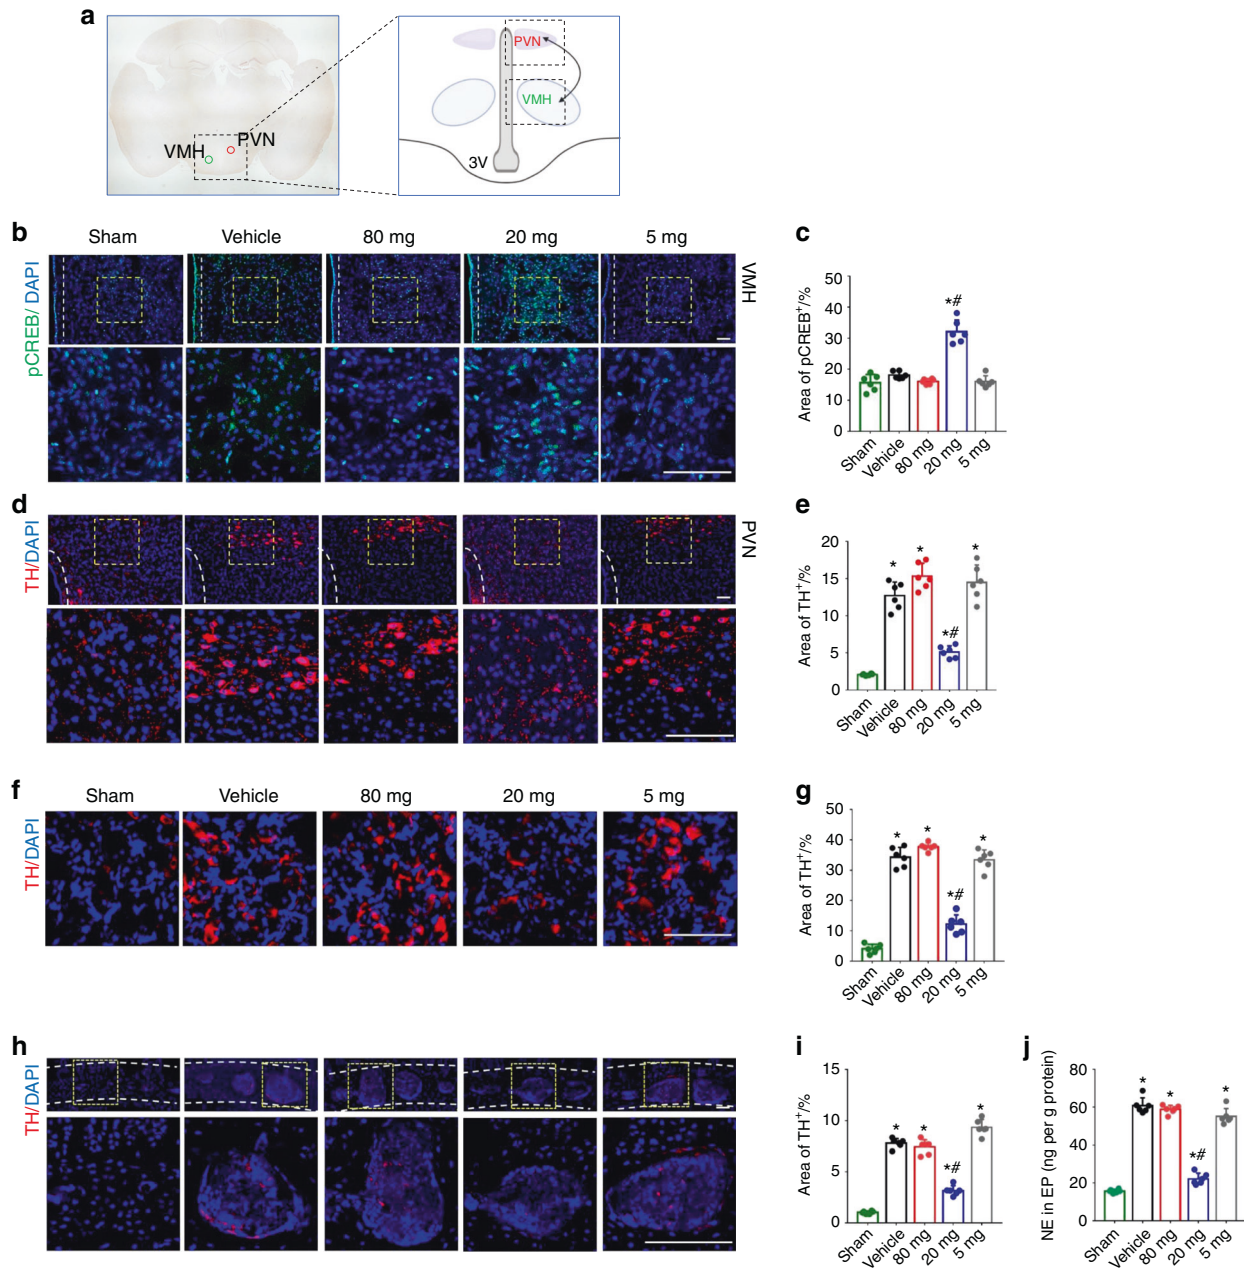 a
VMH
PVN
PVN
VMH
3V
b
Sham
Vehicle
80 mg
20 mg
5 mg
pCREB/ DAPI
VMH
c
Area of pCREB⁺/%
50
40
30
20
10
0
*#
Sham
Vehicle
80 mg
20 mg
5 mg
d
TH/DAPI
PVN
e
Area of TH⁺/%
20
15
10
5
0
*
*
*#
*
Sham
Vehicle
80 mg
20 mg
5 mg
f
Sham
Vehicle
80 mg
20 mg
5 mg
TH/DAPI
g
Area of TH⁺/%
50
40
30
20
10
0
*
*
*#
*
Sham
Vehicle
80 mg
20 mg
5 mg
h
TH/DAPI
i
Area of TH⁺/%
15
10
5
0
*
*
*#
*
Sham
Vehicle
80 mg
20 mg
5 mg
j
NE in EP (ng per g protein)
80
60
40
20
0
*
*
*#
*
Sham
Vehicle
80 mg
20 mg
5 mg